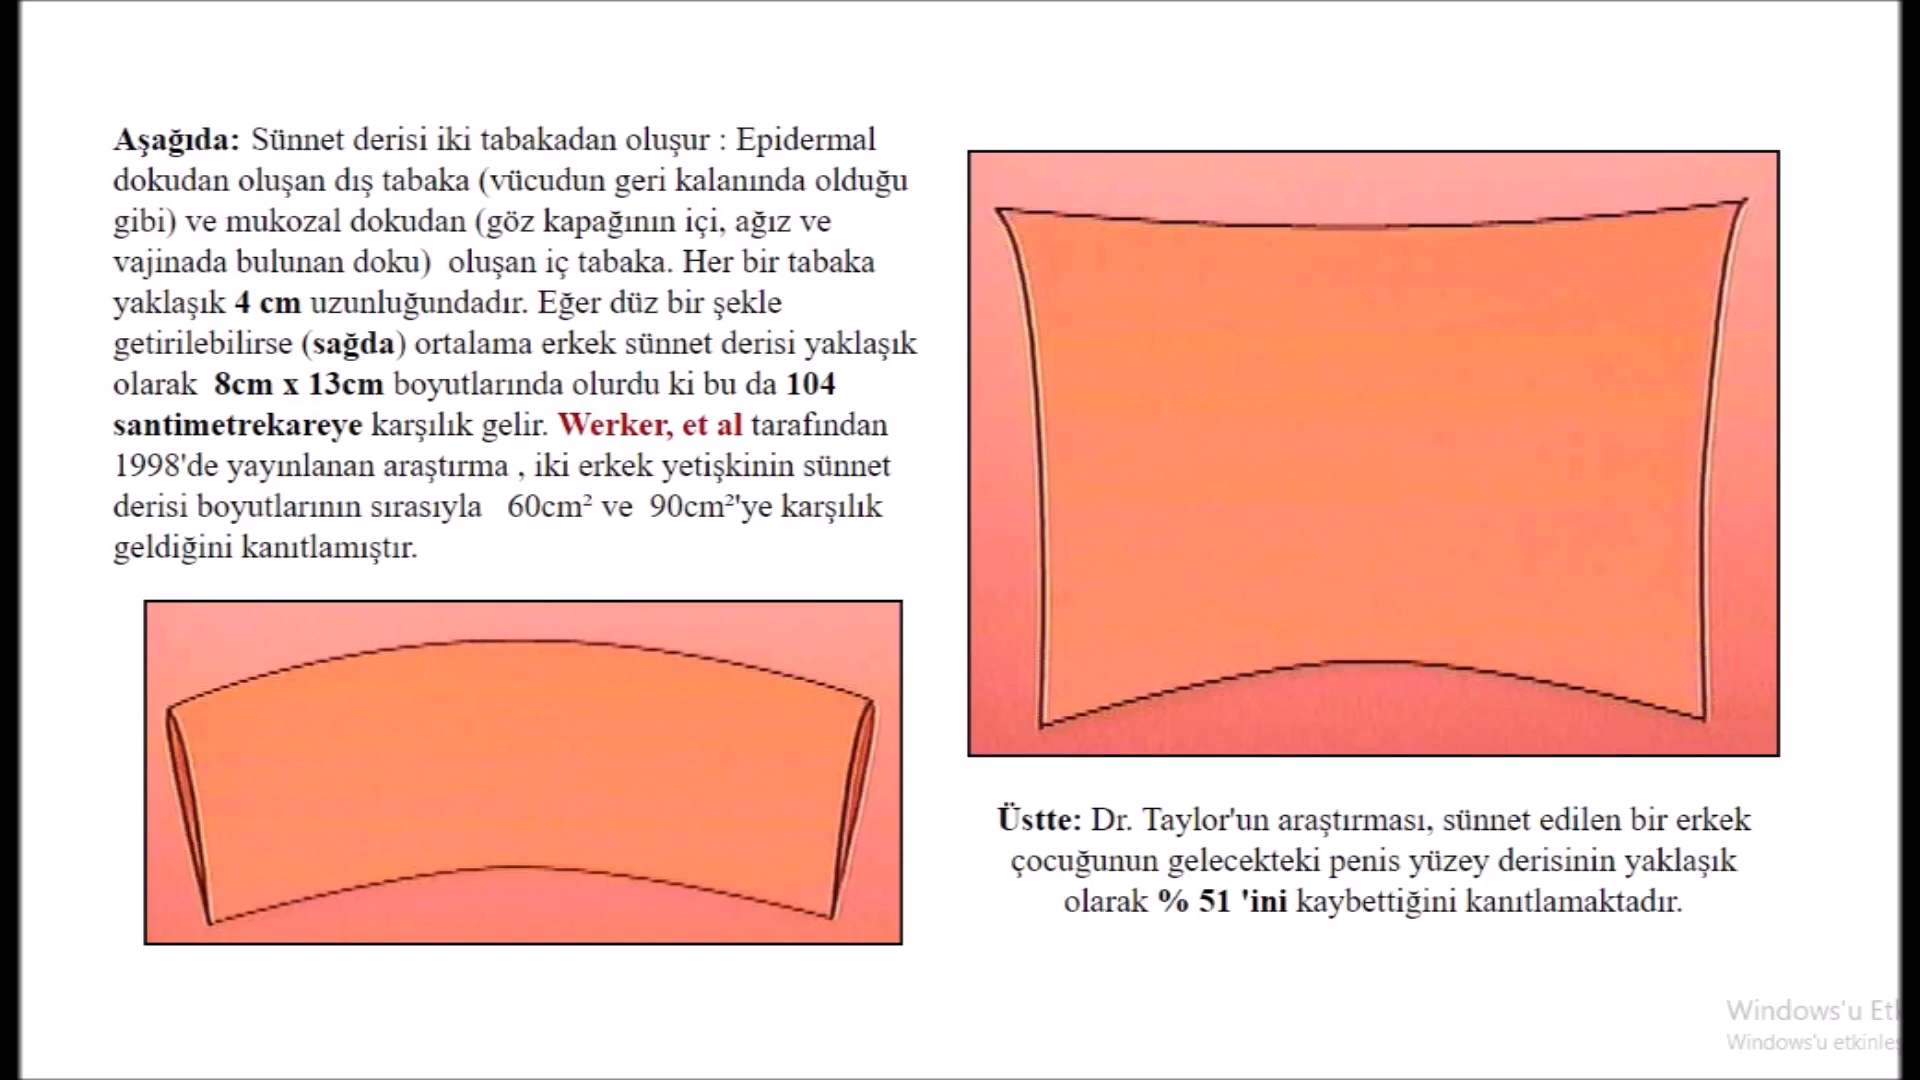 Aşağıda: Sünnet derisi iki tabakadan oluşur : Epidermal
dokudan oluşan dış tabaka (vücudun geri kalanında olduğu
gibi) ve mukozal dokudan (göz kapağının içi, ağız ve
vajinada bulunan doku) oluşan iç tabaka. Her bir tabaka
yaklaşık 4 cm uzunluğundadır. Eğer düz bir şekle
getirilebilirse (sağda) ortalama erkek sünnet derisi yaklaşık
olarak 8cm x 13cm boyutlarında olurdu ki bu da 104
santimetrekareye karşılık gelir. Werker, et al tarafından
1998'de yayınlanan araştırma , iki erkek yetişkinin sünnet
derisi boyutlarının sırasıyla 60cm² ve 90cm²'ye karşılık
geldiğini kanıtlamıştır.
Üstte: Dr. Taylor'un araştırması, sünnet edilen bir erkek
çocuğunun gelecekteki penis yüzey derisinin yaklaşık
olarak % 51 'ini kaybettiğini kanıtlamaktadır.
Windows'u
Windows'u